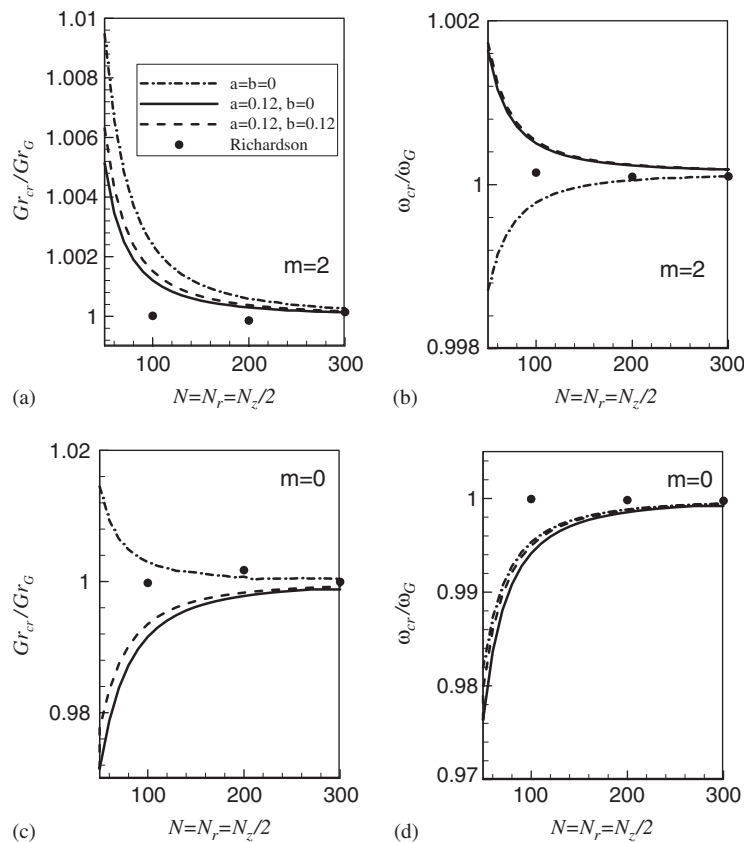 1.01
1.008
1.006
1.004
1.002
1
Gr_cr/Gr_G
a=b=0
a=0.12, b=0
a=0.12, b=0.12
Richardson
m=2
100 200 300
(a) N=N_r=N_z/2
1.002
1
0.998
ω_cr/ω_G
m=2
100 200 300
(b) N=N_r=N_z/2
1.02
1
0.98
Gr_cr/Gr_G
m=0
100 200 300
(c) N=N_r=N_z/2
1
0.99
0.98
0.97
ω_cr/ω_G
m=0
100 200 300
(d) N=N_r=N_z/2